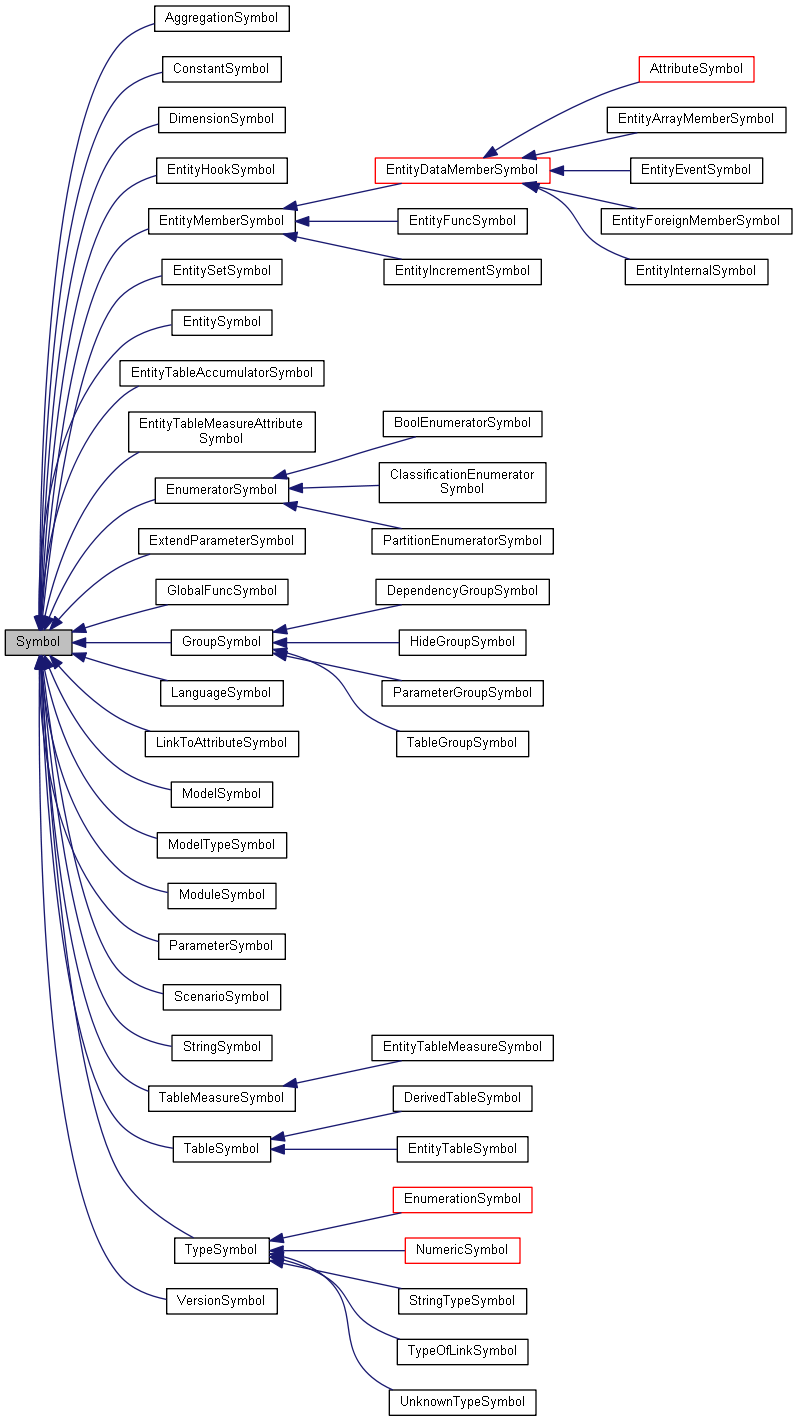 AggregationSymbol
ConstantSymbol
AttributeSymbol
DimensionSymbol
EntityArrayMemberSymbol
EntityHookSymbol
EntityDataMemberSymbol
EntityEventSymbol
EntityMemberSymbol
EntityFuncSymbol
EntityForeignMemberSymbol
EntitySetSymbol
EntityIncrementSymbol
EntityInternalSymbol
EntitySymbol
EntityTableAccumulatorSymbol
EntityTableMeasureAttribute
Symbol
BoolEnumeratorSymbol
EnumeratorSymbol
ClassificationEnumerator
Symbol
ExtendParameterSymbol
PartitionEnumeratorSymbol
GlobalFuncSymbol
DependencyGroupSymbol
Symbol
GroupSymbol
HideGroupSymbol
LanguageSymbol
ParameterGroupSymbol
LinkToAttributeSymbol
TableGroupSymbol
ModelSymbol
ModelTypeSymbol
ModuleSymbol
ParameterSymbol
ScenarioSymbol
StringSymbol
EntityTableMeasureSymbol
TableMeasureSymbol
DerivedTableSymbol
TableSymbol
EntityTableSymbol
EnumerationSymbol
TypeSymbol
NumericSymbol
VersionSymbol
StringTypeSymbol
TypeOfLinkSymbol
UnknownTypeSymbol